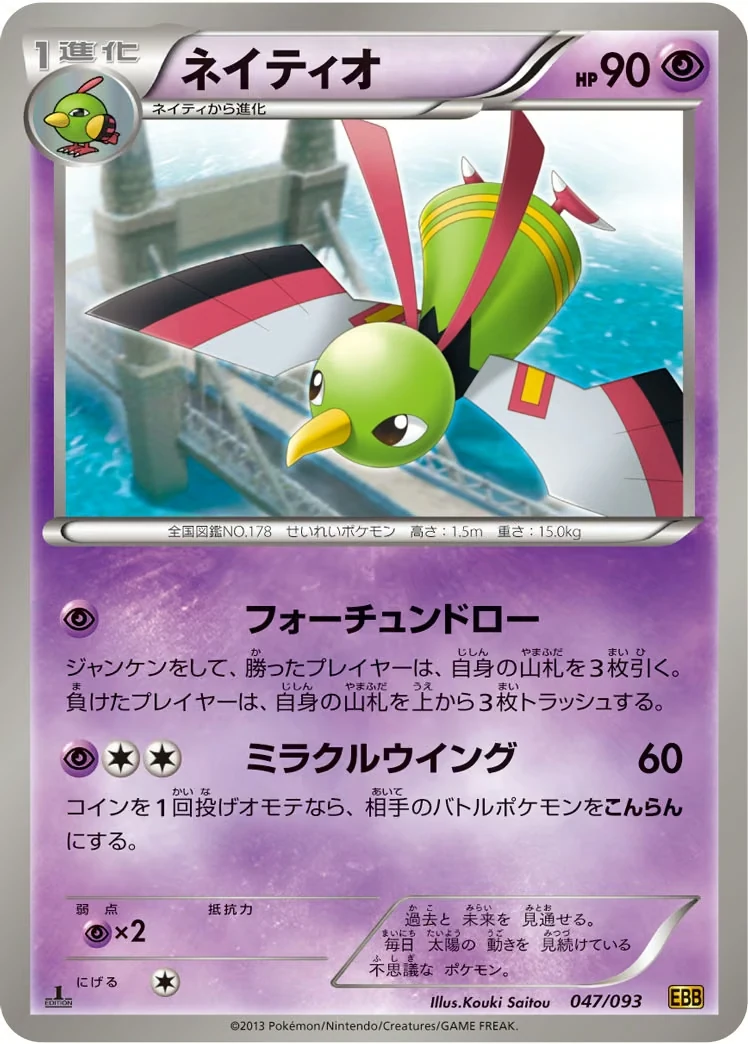 1進化
ネイティオ
HP90
ネイティから進化
全国図鑑NO.178 せいれいポケモン 高さ：1.5m 重さ：15.0kg
フォーチュンドロー
ジャンケンをして、勝ったプレイヤーは、自身の山札を3枚引く。
負けたプレイヤーは、自身の山札を上から3枚トラッシュする。
ミラクルウイング 60
コインを1回投げオモテなら、相手のバトルポケモンをこんらん
にする。
弱点 抵抗力
×2
にげる
過去と 未来を 見通せる。
毎日 太陽の 動きを 見続けている
不思議な ポケモン。
1 EDITION
Illus.Kouki Saitou 047/093 EBB
©2013 Pokémon/Nintendo/Creatures/GAME FREAK.